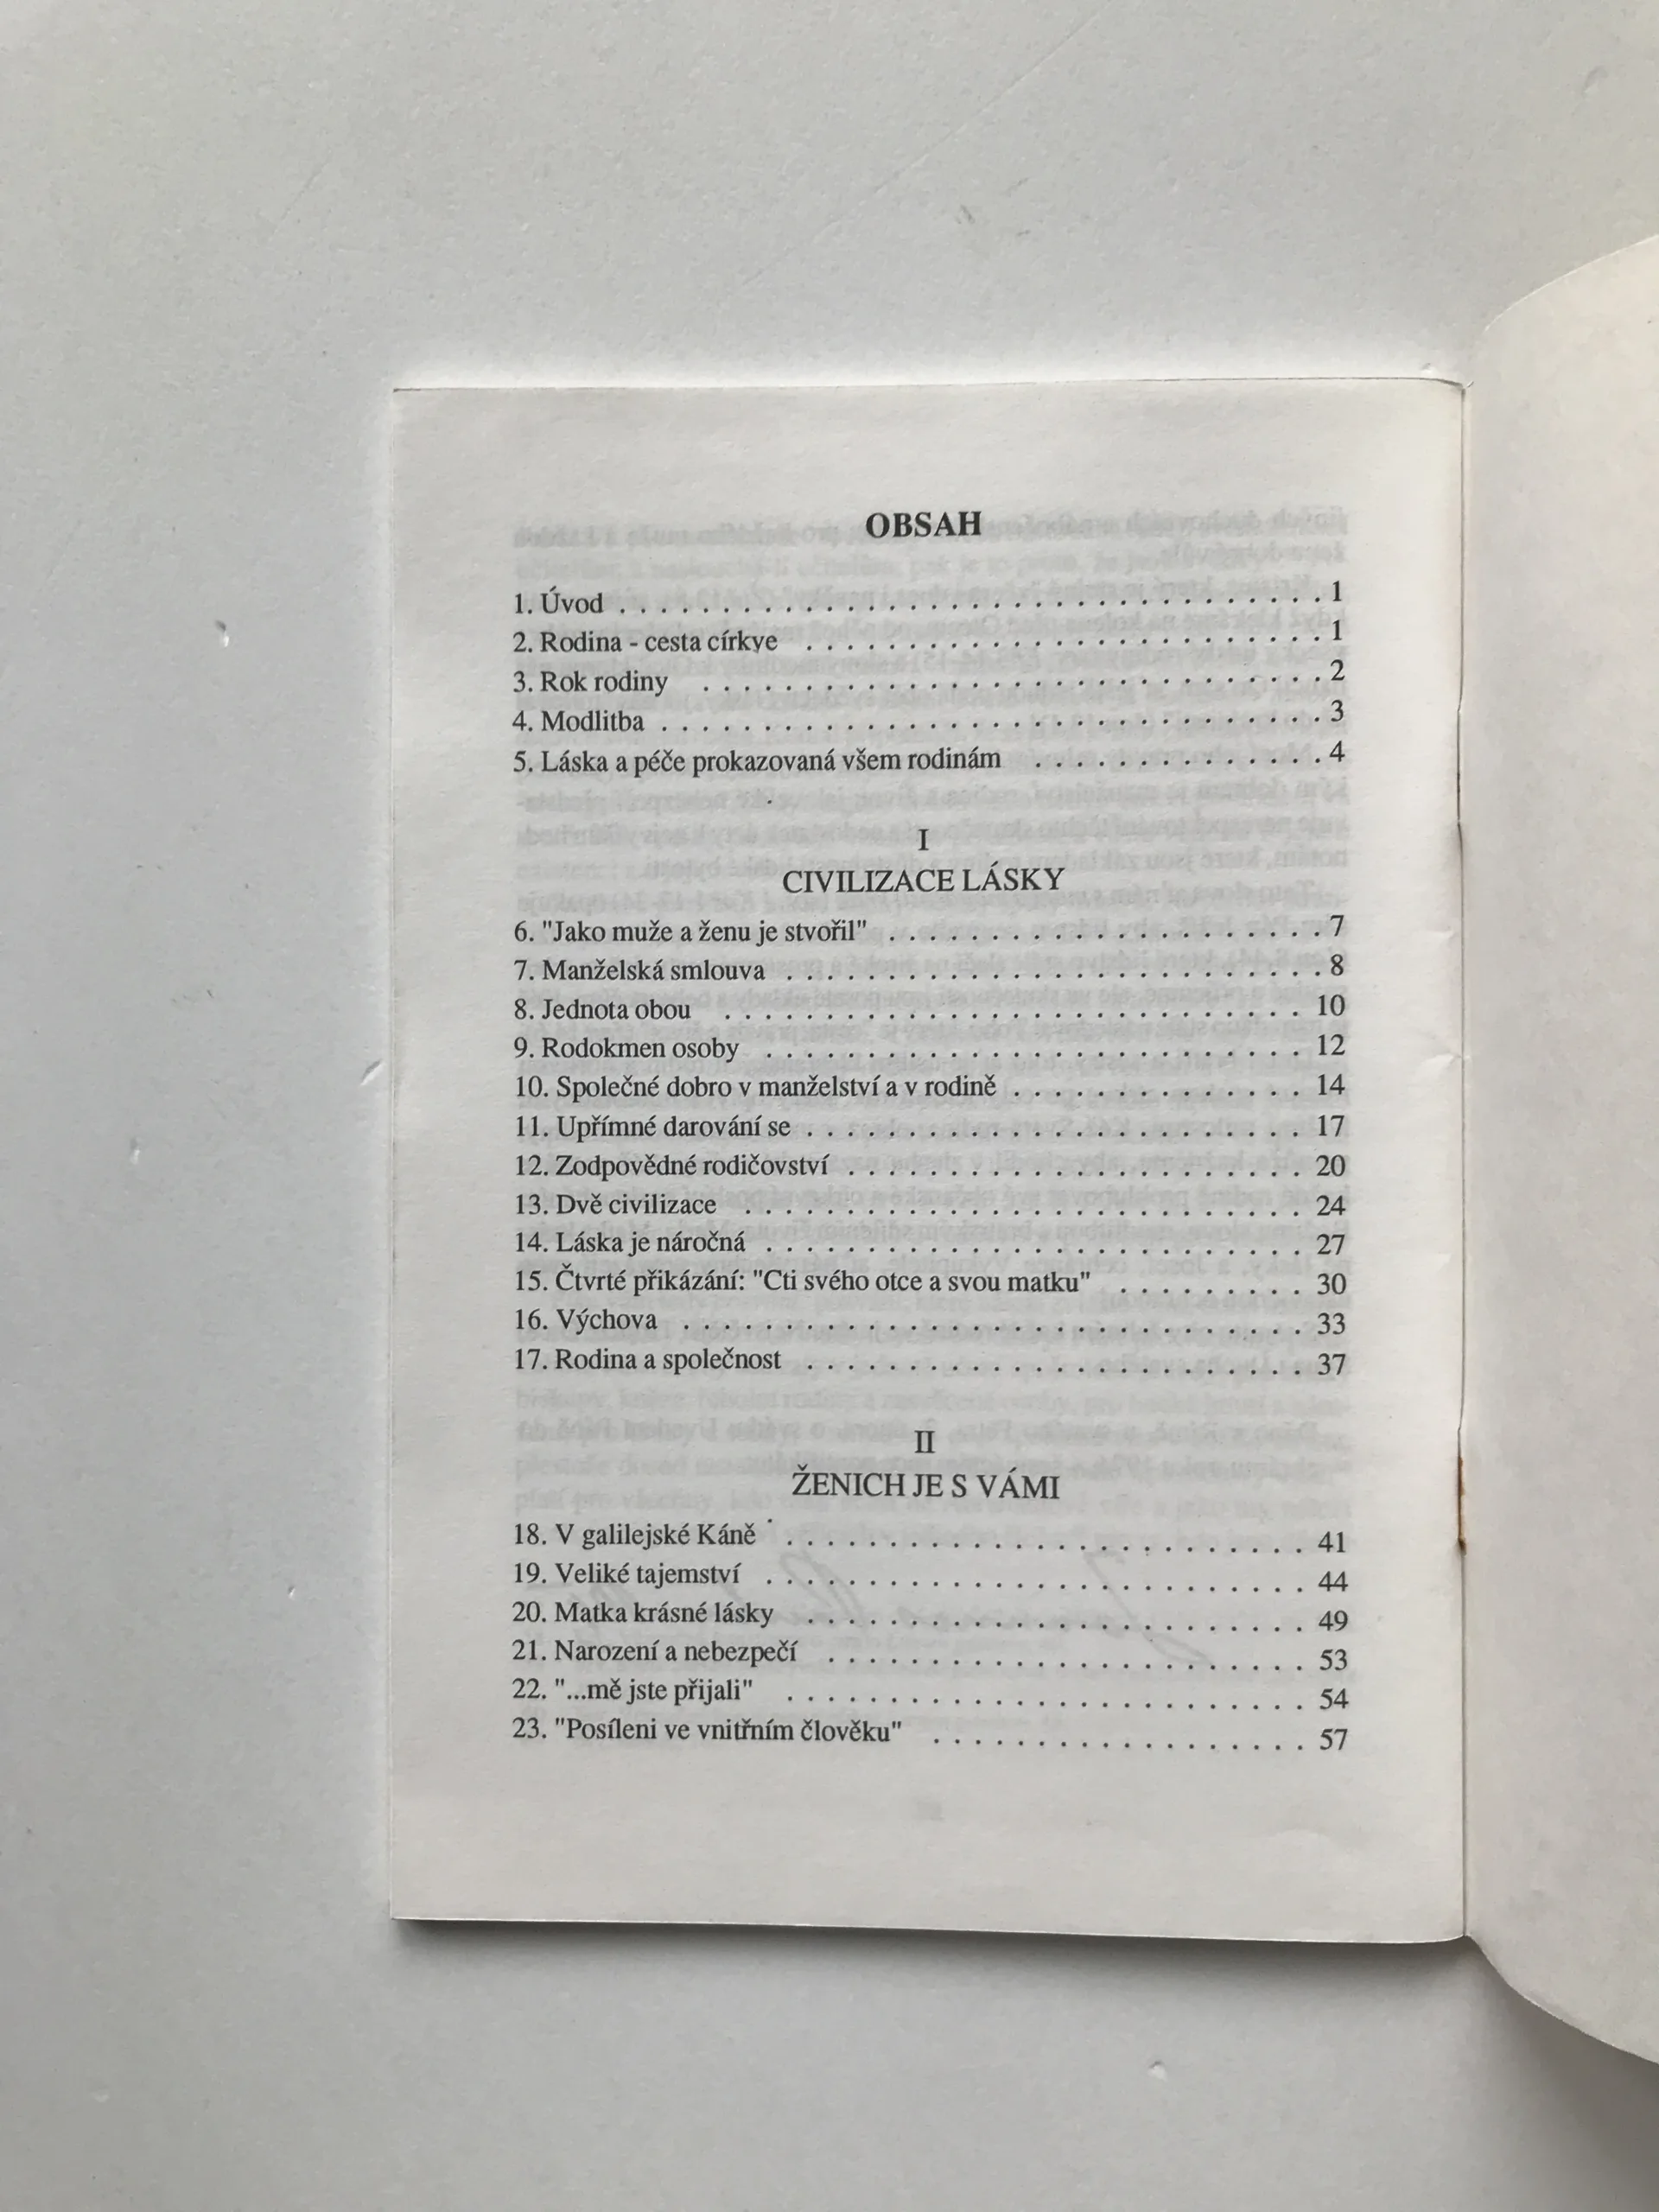 OBSAH
1. Úvod . . . . . . . . . . . . . . . . . . . . . . . . . . . . . . . . . . . 1
2. Rodina - cesta církve . . . . . . . . . . . . . . . . . . . . . . . . . . 1
3. Rok rodiny . . . . . . . . . . . . . . . . . . . . . . . . . . . . . . . 2
4. Modlitba . . . . . . . . . . . . . . . . . . . . . . . . . . . . . . . . . 3
5. Láska a péče prokazovaná všem rodinám . . . . . . . . . . . . . . . 4
I
CIVILIZACE LÁSKY
6. "Jako muže a ženu je stvořil" . . . . . . . . . . . . . . . . . . . . . . 7
7. Manželská smlouva . . . . . . . . . . . . . . . . . . . . . . . . . . . 8
8. Jednota obou . . . . . . . . . . . . . . . . . . . . . . . . . . . . . 10
9. Rodokmen osoby . . . . . . . . . . . . . . . . . . . . . . . . . . . 12
10. Společné dobro v manželství a v rodině . . . . . . . . . . . . . . . 14
11. Upřímné darování se . . . . . . . . . . . . . . . . . . . . . . . . . 17
12. Zodpovědné rodičovství . . . . . . . . . . . . . . . . . . . . . . . 20
13. Dvě civilizace . . . . . . . . . . . . . . . . . . . . . . . . . . . . 24
14. Láska je náročná . . . . . . . . . . . . . . . . . . . . . . . . . . . 27
15. Čtvrté přikázání: "Cti svého otce a svou matku" . . . . . . . . . . 30
16. Výchova . . . . . . . . . . . . . . . . . . . . . . . . . . . . . . . 33
17. Rodina a společnost . . . . . . . . . . . . . . . . . . . . . . . . . 37
II
ŽENICH JE S VÁMI
18. V galilejské Káně . . . . . . . . . . . . . . . . . . . . . . . . . . 41
19. Veliké tajemství . . . . . . . . . . . . . . . . . . . . . . . . . . . 44
20. Matka krásné lásky . . . . . . . . . . . . . . . . . . . . . . . . . 49
21. Narození a nebezpečí . . . . . . . . . . . . . . . . . . . . . . . . 53
22. "...mě jste přijali" . . . . . . . . . . . . . . . . . . . . . . . . . . 54
23. "Posíleni ve vnitřním člověku" . . . . . . . . . . . . . . . . . . . 57